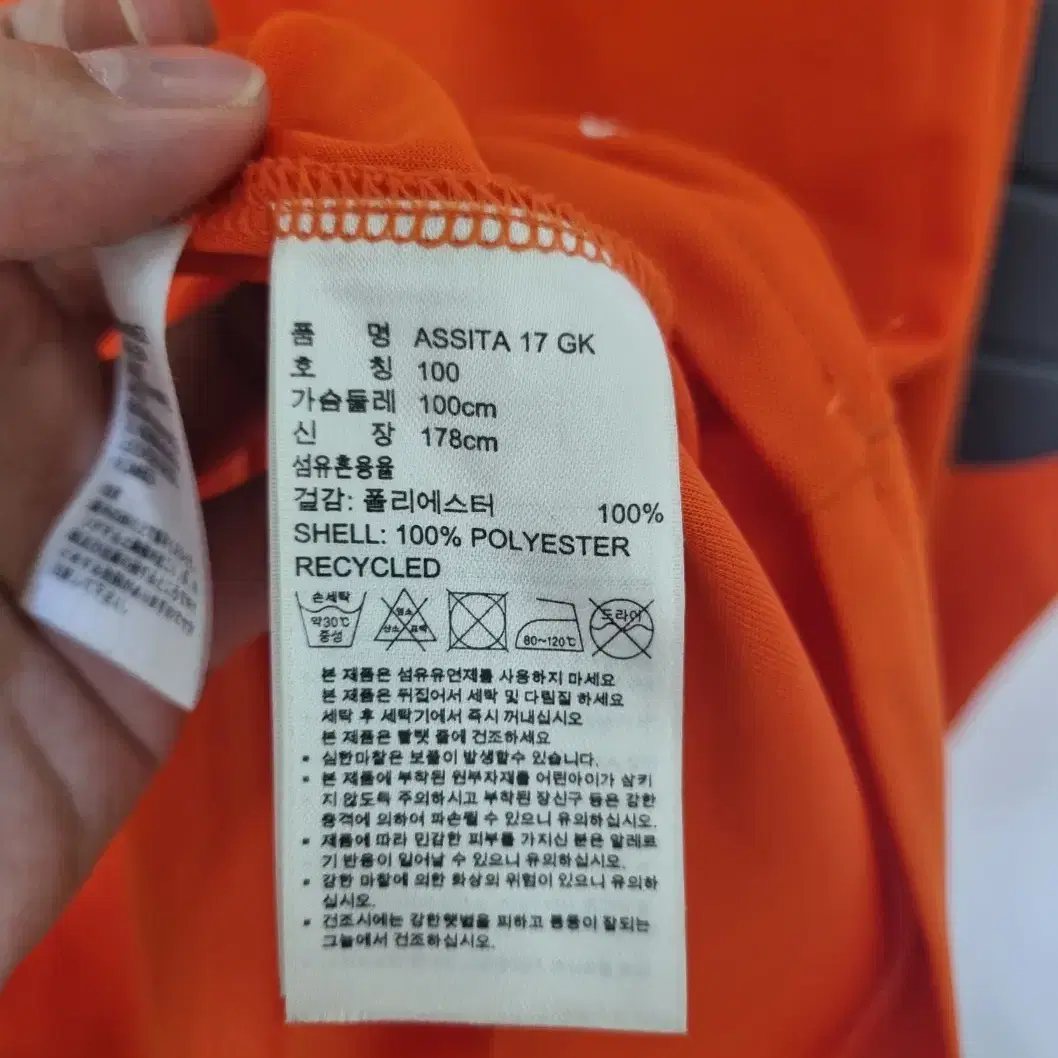 품 명 ASSITA 17 GK
호 칭 100
가슴둘레 100cm
신 장 178cm
섬유혼용율
겉감: 폴리에스터 100%
SHELL: 100% POLYESTER
RECYCLED
손세탁
약30℃
중성
염소
산소 표백
80~120℃
드라이
본 제품은 섬유유연제를 사용하지 마세요
본 제품은 뒤집어서 세탁 및 다림질 하세요
세탁 후 세탁기에서 즉시 꺼내십시오
본 제품은 빨랫 줄에 건조하세요
▪ 심한마찰은 보풀이 발생할수 있습니다.
▪ 본 제품에 부착된 원부자재를 어린아이가 삼키
지 않도록 주의하시고 부착된 장신구 등은 강한
충격에 의하여 파손될 수 있으니 유의하십시오.
▪ 제품에 따라 민감한 피부를 가지신 분은 알레르
기 반응이 일어날 수 있으니 유의하십시오.
▪ 강한 마찰에 의한 화상의 위험이 있으니 유의하
십시오.
▪ 건조시에는 강한햇볕을 피하고 통풍이 잘되는
그늘에서 건조하십시오.